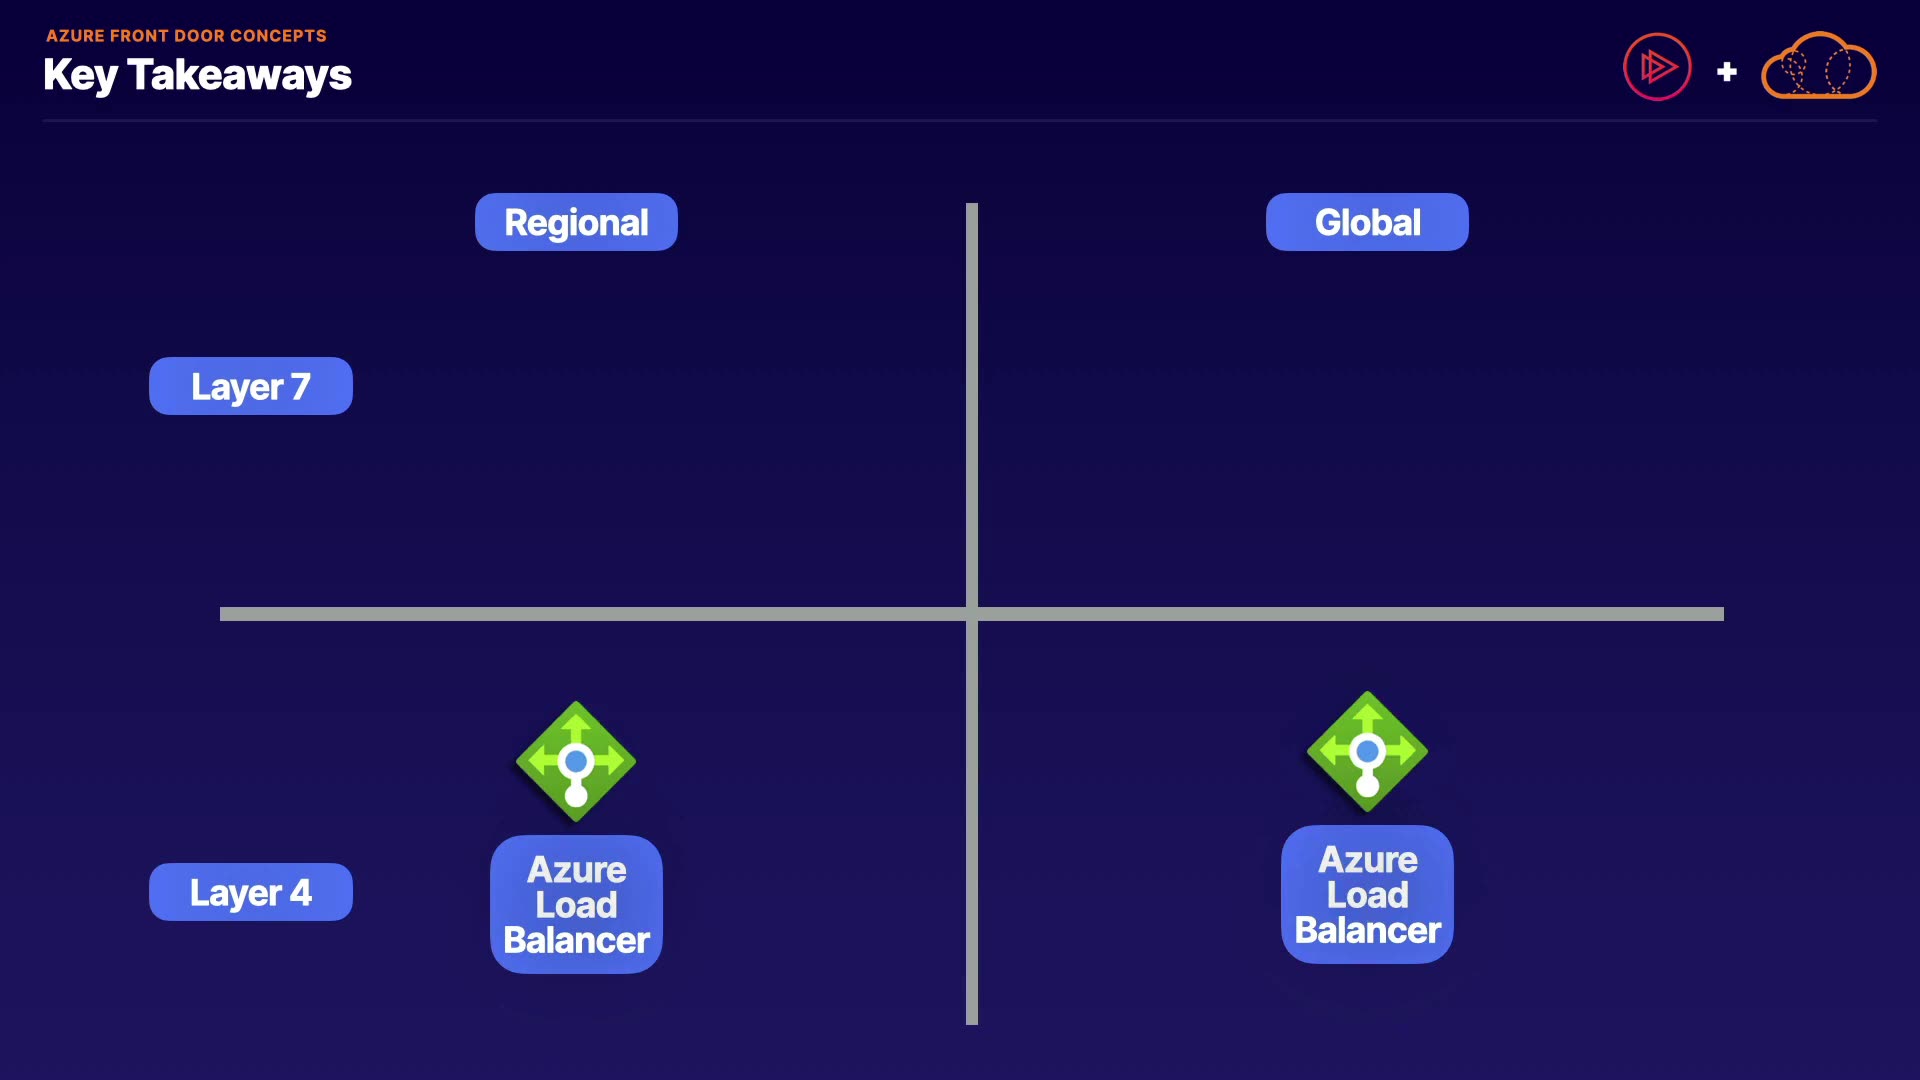 AZURE FRONT DOOR CONCEPTS
Key Takeaways
+
Regional
Global
Layer 7
Layer 4
Azure
Load
Balancer
Azure
Load
Balancer